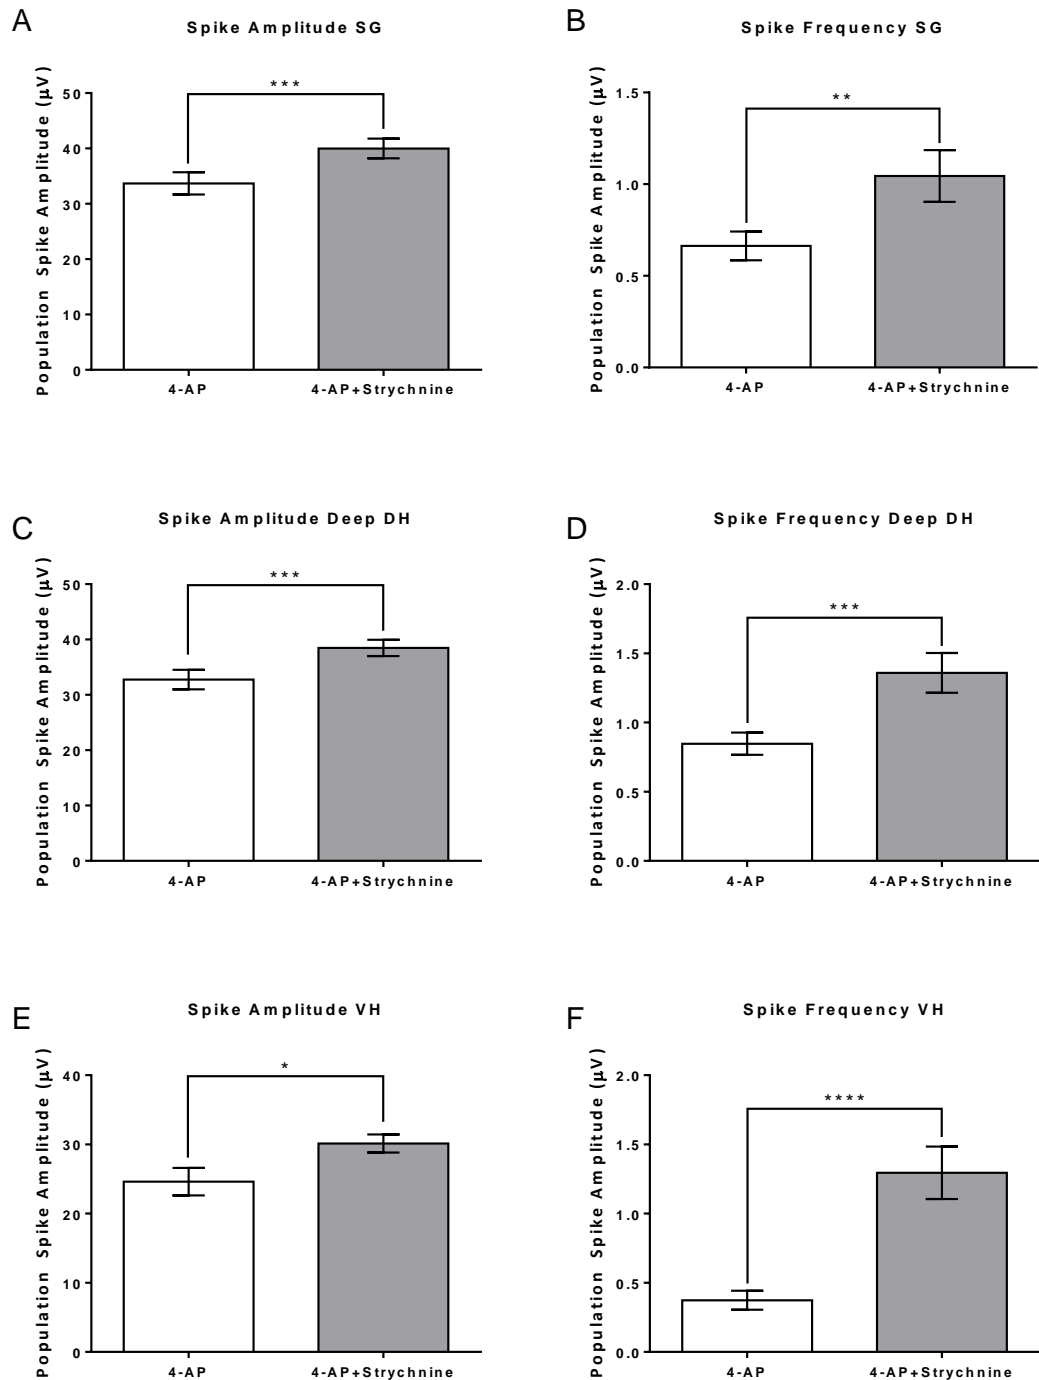 A
Spike Amplitude SG
Population Spike Amplitude (µV)
50
40
30
20
10
0
***
4-AP
4-AP+Strychnine
B
Spike Frequency SG
Population Spike Amplitude (µV)
1.5
1.0
0.5
0.0
**
4-AP
4-AP+Strychnine
C
Spike Amplitude Deep DH
Population Spike Amplitude (µV)
50
40
30
20
10
0
***
4-AP
4-AP+Strychnine
D
Spike Frequency Deep DH
Population Spike Amplitude (µV)
2.0
1.5
1.0
0.5
0.0
***
4-AP
4-AP+Strychnine
E
Spike Amplitude VH
Population Spike Amplitude (µV)
40
30
20
10
0
*
4-AP
4-AP+Strychnine
F
Spike Frequency VH
Population Spike Amplitude (µV)
2.0
1.5
1.0
0.5
0.0
****
4-AP
4-AP+Strychnine